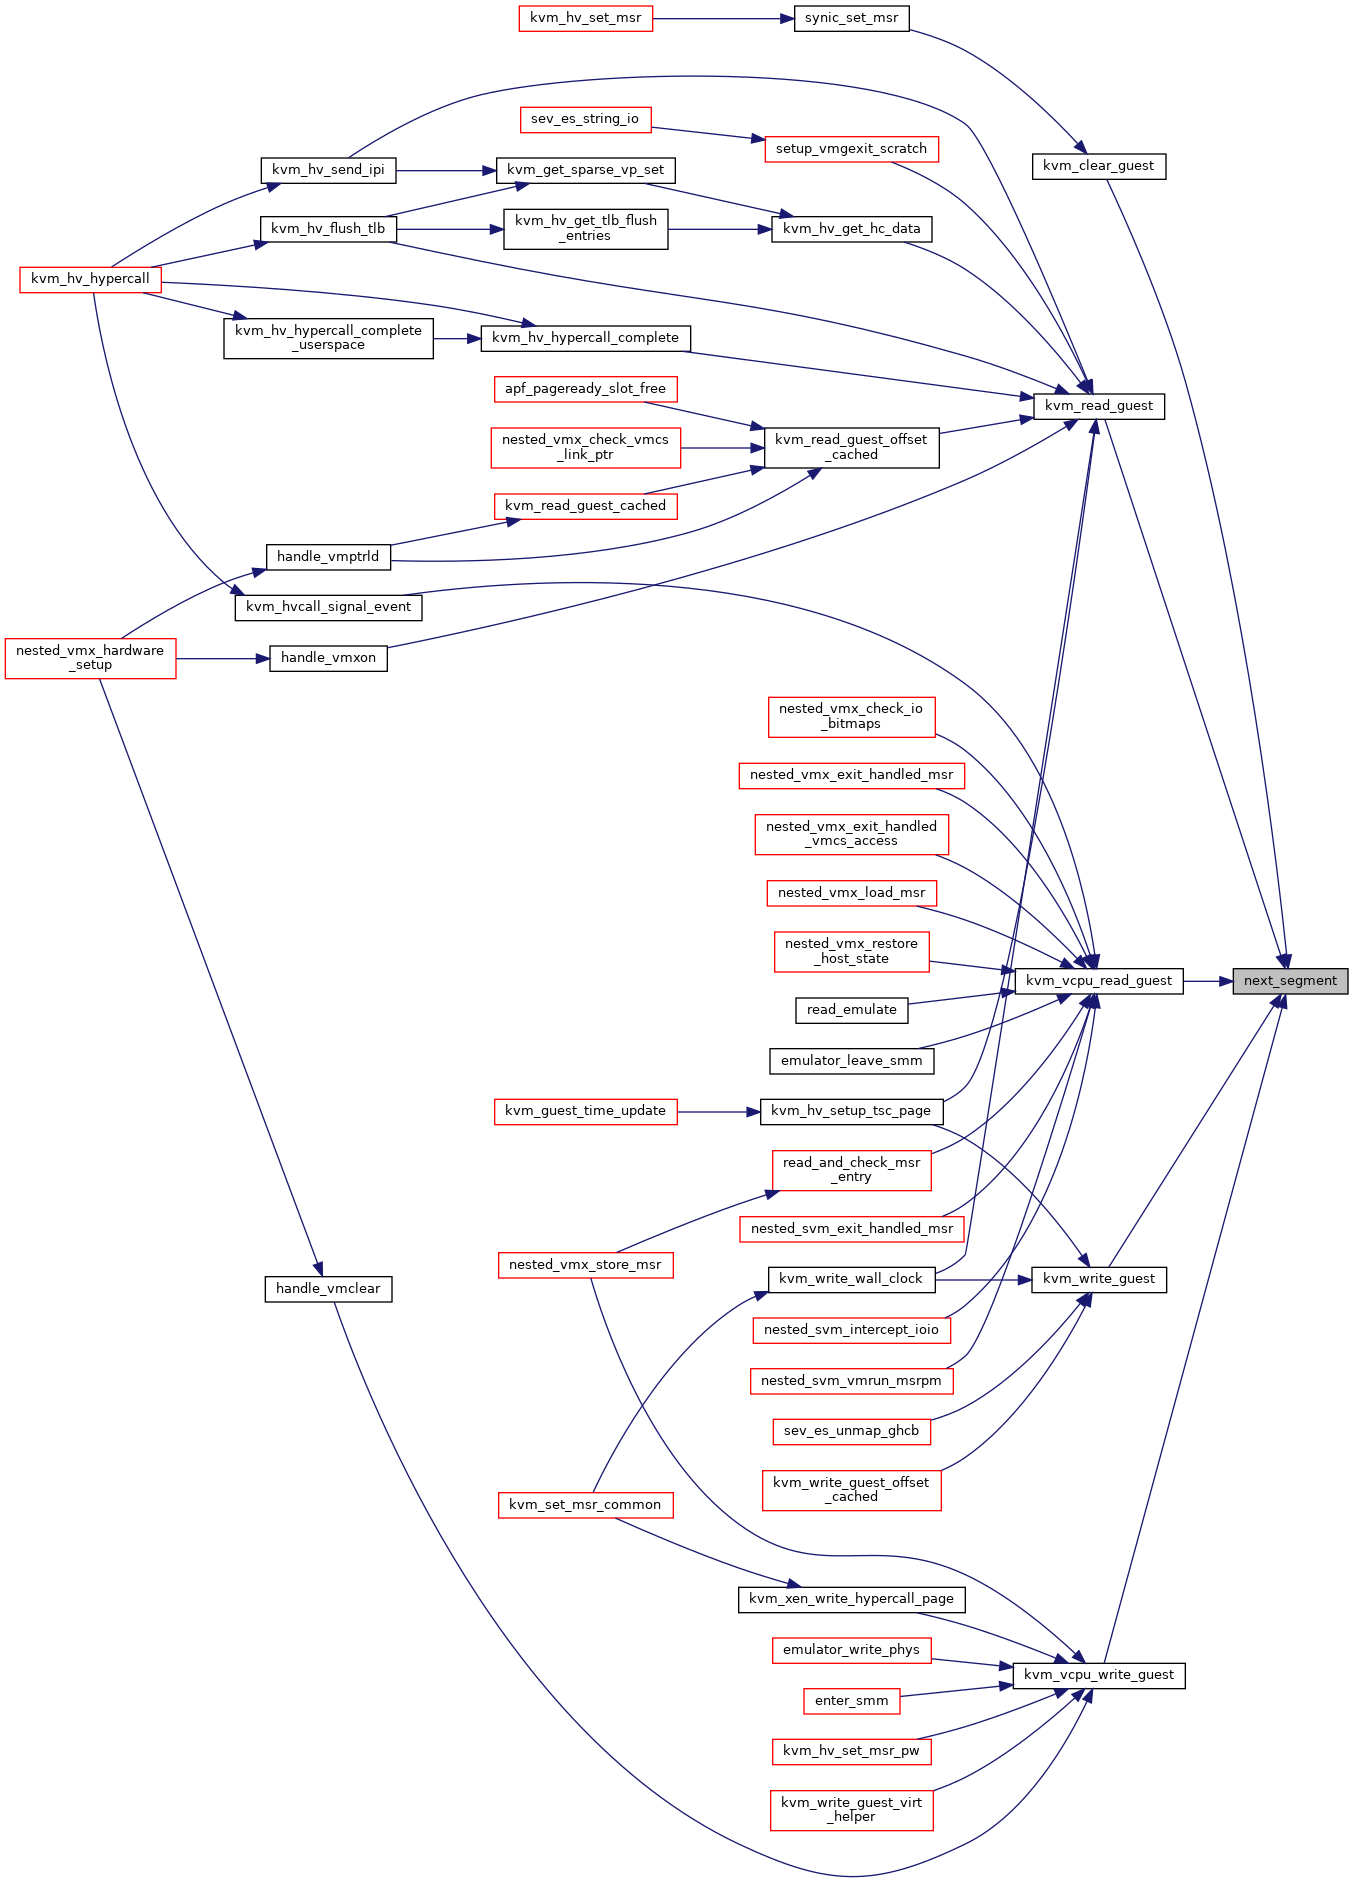 kvm_hv_set_msr
synic_set_msr
sev_es_string_io
setup_vmgexit_scratch
kvm_clear_guest
kvm_hv_send_ipi
kvm_get_sparse_vp_set
kvm_hv_flush_tlb
kvm_hv_get_tlb_flush
_entries
kvm_hv_get_hc_data
kvm_hv_hypercall
kvm_hv_hypercall_complete
_userspace
kvm_hv_hypercall_complete
apf_pageready_slot_free
kvm_read_guest
nested_vmx_check_vmcs
_link_ptr
kvm_read_guest_offset
_cached
kvm_read_guest_cached
handle_vmptrld
kvm_hvcall_signal_event
nested_vmx_hardware
_setup
handle_vmxon
nested_vmx_check_io
_bitmaps
nested_vmx_exit_handled_msr
nested_vmx_exit_handled
_vmcs_access
nested_vmx_load_msr
nested_vmx_restore
_host_state
kvm_vcpu_read_guest
next_segment
read_emulate
emulator_leave_smm
kvm_guest_time_update
kvm_hv_setup_tsc_page
read_and_check_msr
_entry
nested_svm_exit_handled_msr
nested_vmx_store_msr
handle_vmclear
kvm_write_wall_clock
kvm_write_guest
nested_svm_intercept_ioio
nested_svm_vmrun_msrpm
sev_es_unmap_ghcb
kvm_write_guest_offset
_cached
kvm_set_msr_common
kvm_xen_write_hypercall_page
emulator_write_phys
kvm_vcpu_write_guest
enter_smm
kvm_hv_set_msr_pw
kvm_write_guest_virt
_helper